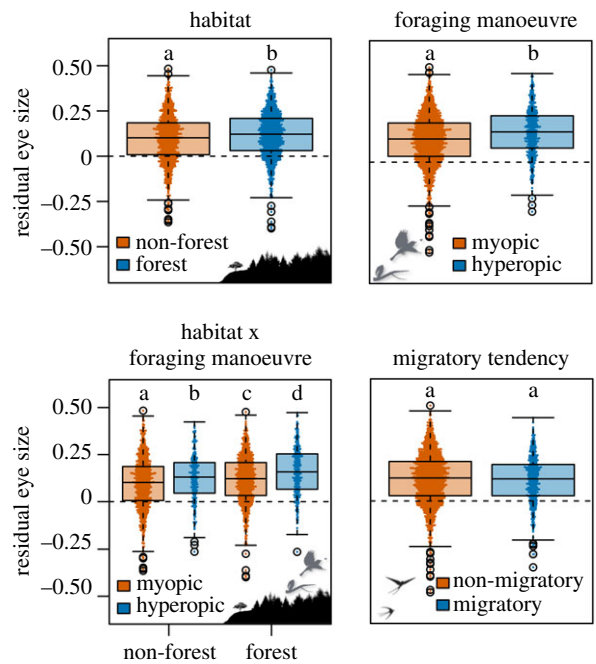 habitat
foraging manoeuvre
a b
a b
residual eye size
0.50
0.25
0
−0.25
−0.50
non-forest
forest
myopic
hyperopic
habitat x
foraging manoeuvre
migratory tendency
a b c d
a a
residual eye size
0.50
0.25
0
−0.25
−0.50
myopic
hyperopic
non-migratory
migratory
non-forest forest